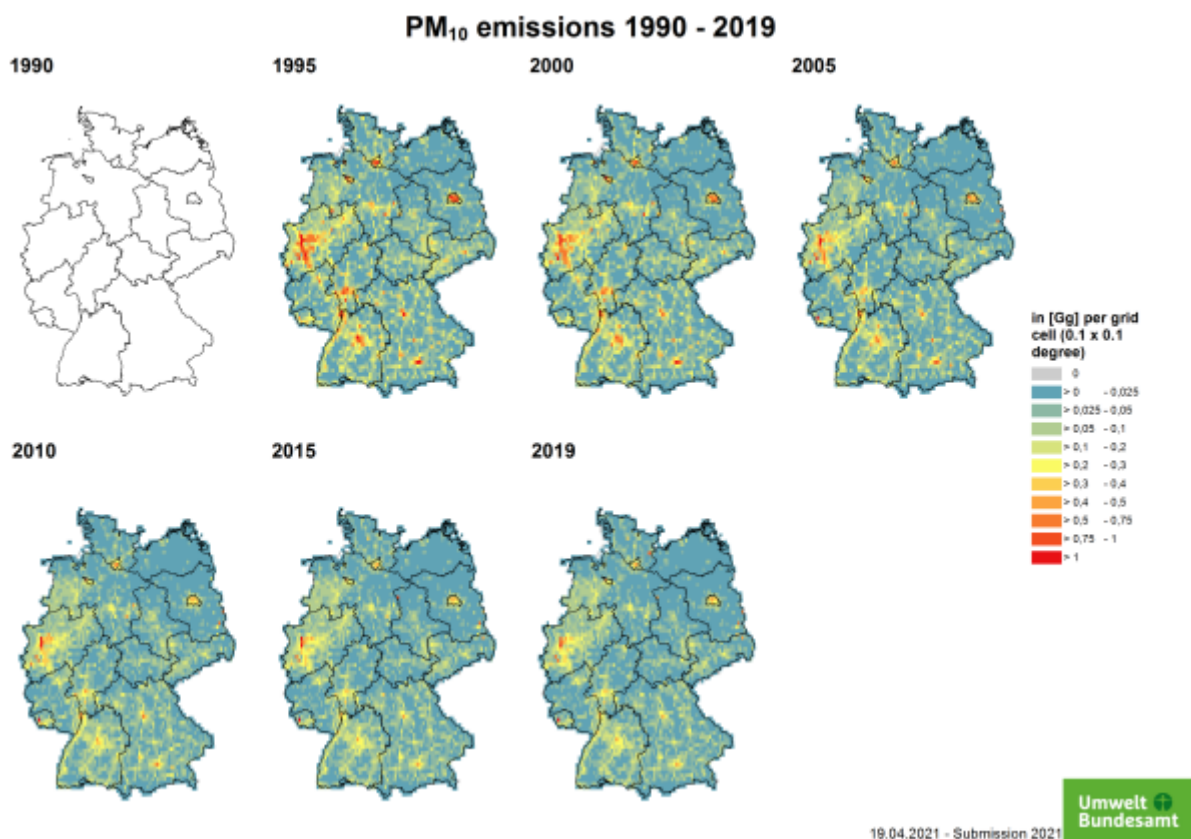 PM₁₀ emissions 1990 - 2019
1990
1995
2000
2005
in [Gg] per grid
cell (0.1 x 0.1
degree)
0
> 0 - 0,025
> 0,025 - 0,05
> 0,05 - 0,1
> 0,1 - 0,2
> 0,2 - 0,3
> 0,3 - 0,4
> 0,4 - 0,5
> 0,5 - 0,75
> 0,75 - 1
> 1
2010
2015
2019
Umwelt
Bundesamt
19.04.2021 - Submission 2021